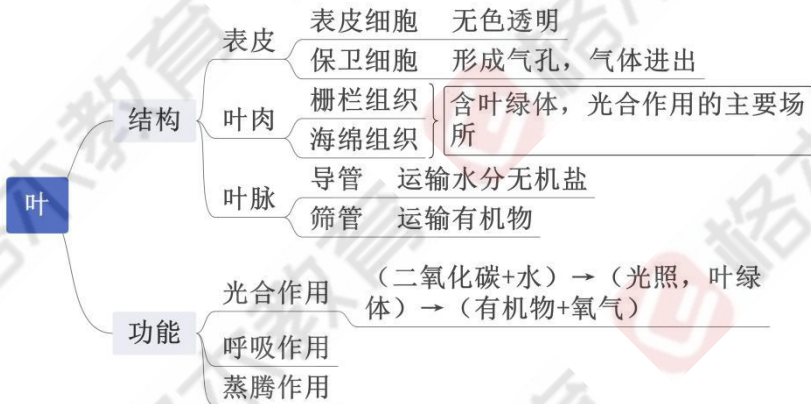 表皮细胞 无色透明
表皮
保卫细胞 形成气孔，气体进出
栅栏组织
含叶绿体，光合作用的主要场
结构
叶肉
海绵组织
所
导管 运输水分无机盐
叶脉
叶
筛管 运输有机物
（二氧化碳+水）→（光照，叶绿
光合作用
体）→（有机物+氧气）
功能
呼吸作用
蒸腾作用
格木教育